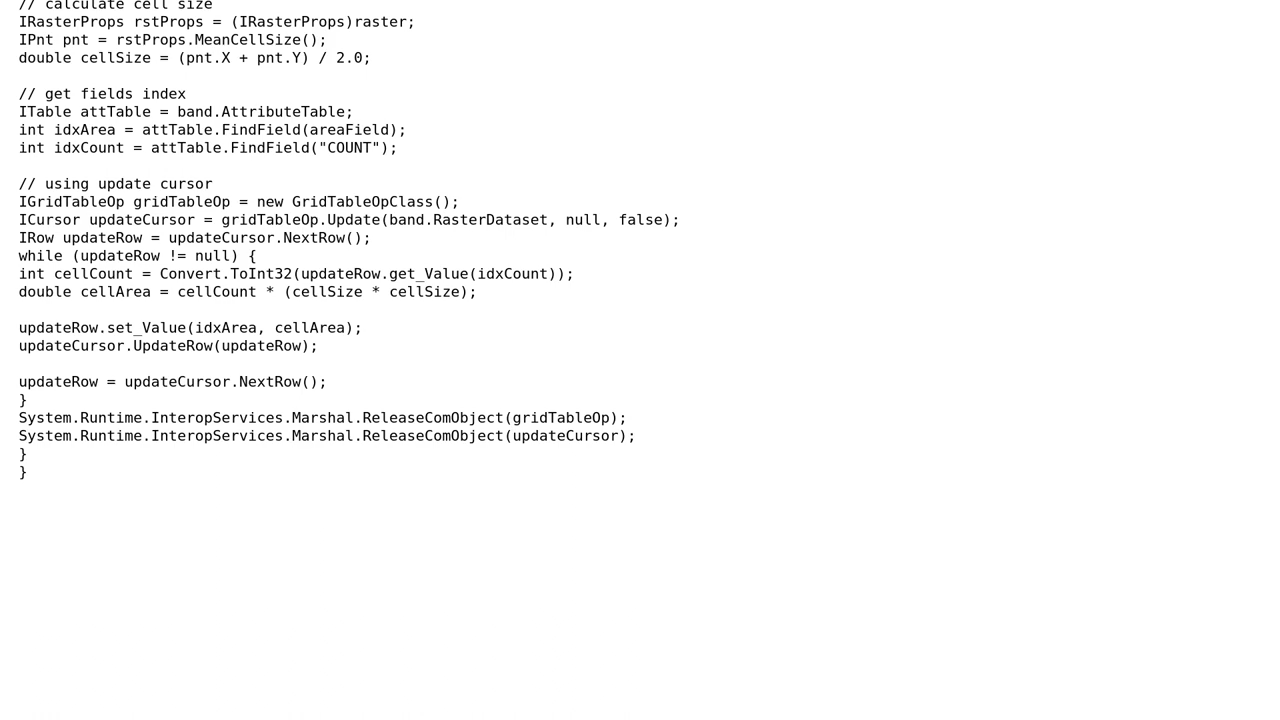 // calculate cell size
IRasterProps rstProps = (IRasterProps)raster;
IPnt pnt = rstProps.MeanCellSize();
double cellSize = (pnt.X + pnt.Y) / 2.0;

// get fields index
ITable attTable = band.AttributeTable;
int idxArea = attTable.FindField(areaField);
int idxCount = attTable.FindField("COUNT");

// using update cursor
IGridTableOp gridTableOp = new GridTableOpClass();
ICursor updateCursor = gridTableOp.Update(band.RasterDataset, null, false);
IRow updateRow = updateCursor.NextRow();
while (updateRow != null) {
int cellCount = Convert.ToInt32(updateRow.get_Value(idxCount));
double cellArea = cellCount * (cellSize * cellSize);

updateRow.set_Value(idxArea, cellArea);
updateCursor.UpdateRow(updateRow);

updateRow = updateCursor.NextRow();
}
System.Runtime.InteropServices.Marshal.ReleaseComObject(gridTableOp);
System.Runtime.InteropServices.Marshal.ReleaseComObject(updateCursor);
}
}